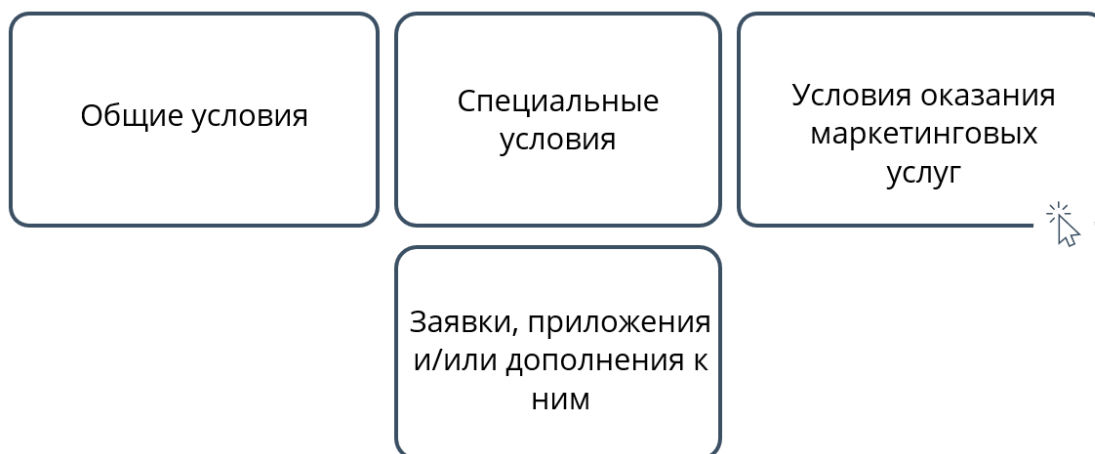 Общие условия
Специальные
условия
Условия оказания
маркетинговых
услуг
Заявки, приложения
и/или дополнения к
ним